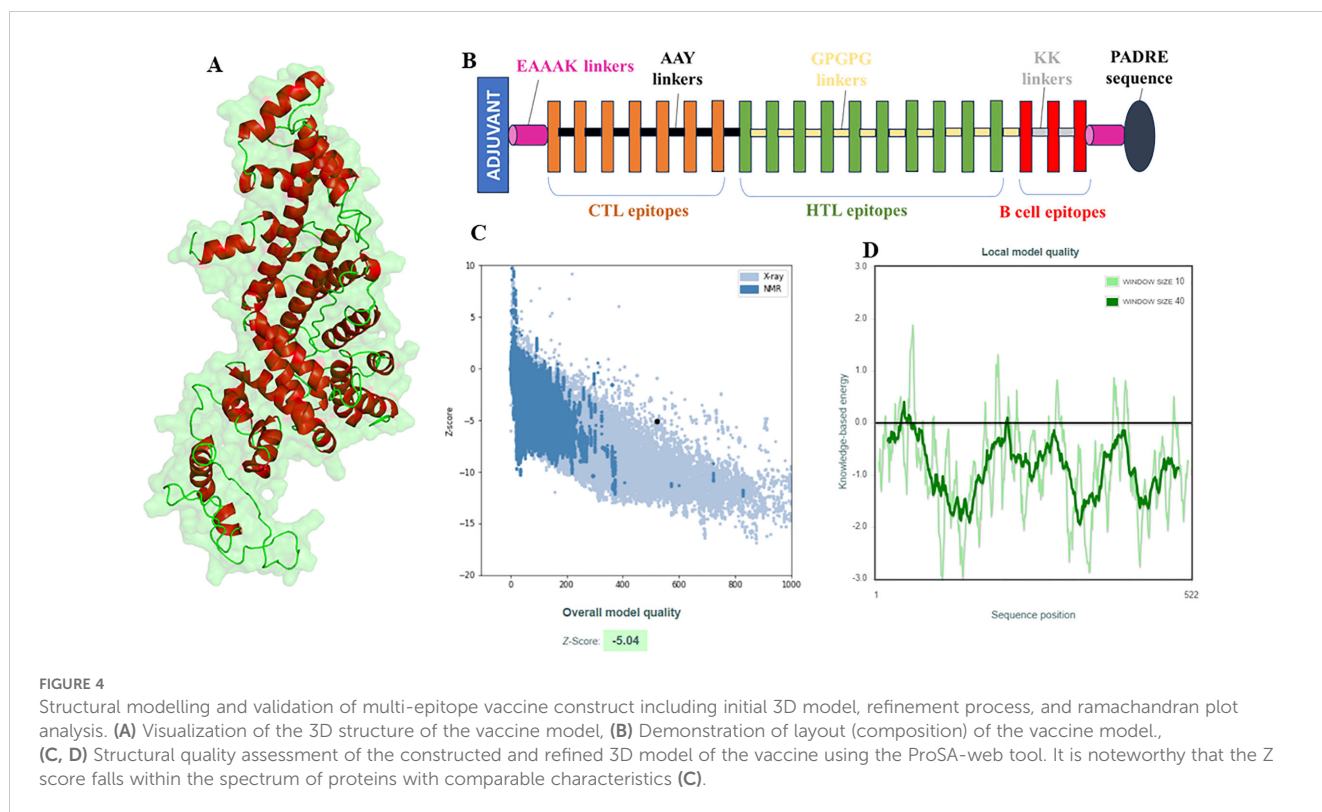 A
B
EAAAK linkers
AAY
linkers
GPGPG
linkers
KK
linkers
PADRE
sequence
ADJUVANT
CTL epitopes
HTL epitopes
B cell epitopes
C
10
5
0
−5
−10
−15
−20
Z-score
X-ray
NMR
0
200
400
600
800
1000
Overall model quality
Z-Score: -5.04
D
Local model quality
3.0
2.0
1.0
0.0
-1.0
-2.0
-3.0
Knowledge-based energy
WINDOW SIZE 10
WINDOW SIZE 40
1
522
Sequence position
FIGURE 4
Structural modelling and validation of multi-epitope vaccine construct including initial 3D model, refinement process, and ramachandran plot
analysis. (A) Visualization of the 3D structure of the vaccine model, (B) Demonstration of layout (composition) of the vaccine model.,
(C, D) Structural quality assessment of the constructed and refined 3D model of the vaccine using the ProSA-web tool. It is noteworthy that the Z
score falls within the spectrum of proteins with comparable characteristics (C).